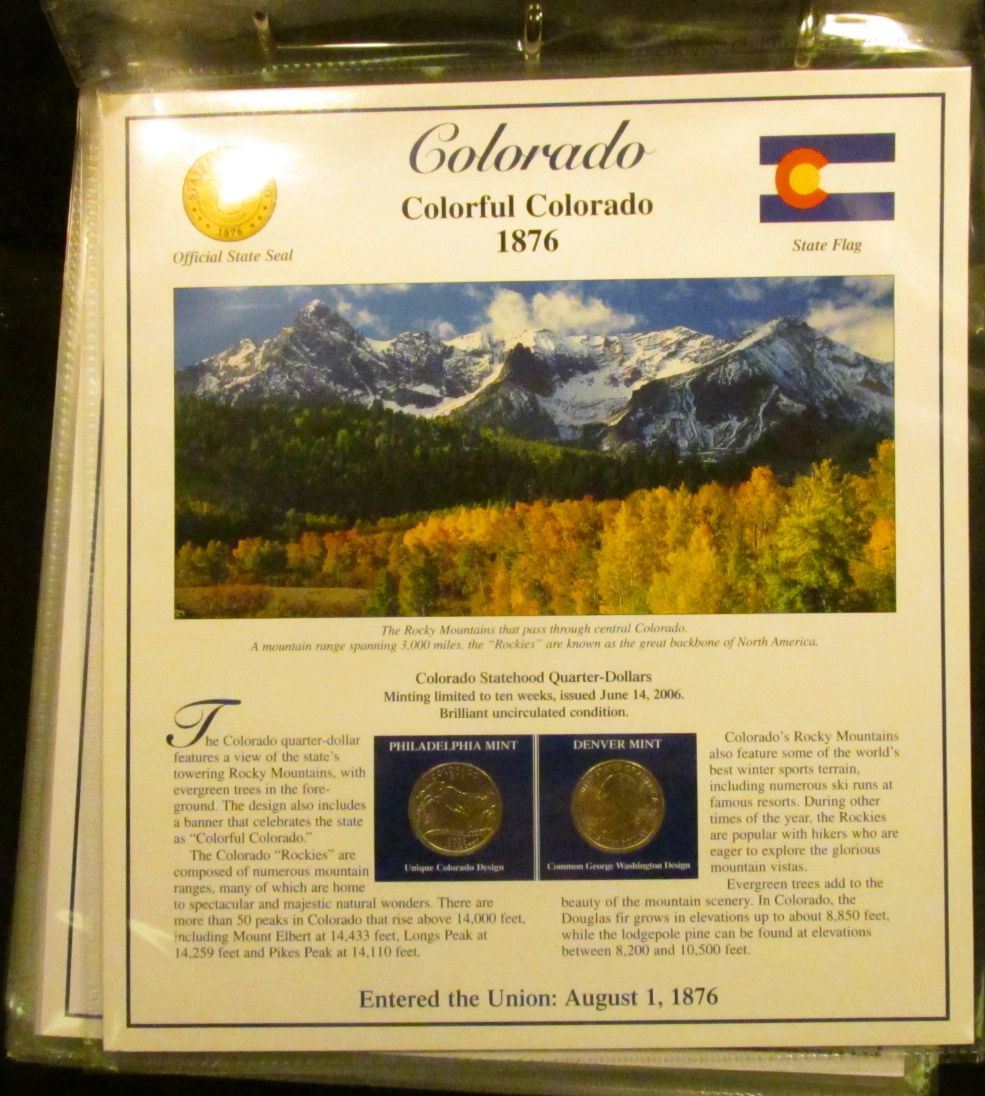 Colorado
Colorful Colorado
1876
1876
Official State Seal
State Flag
The Rocky Mountains that pass through central Colorado.
A mountain range spanning 3,000 miles, the "Rockies" are known as the great backbone of North America.
Colorado Statehood Quarter-Dollars
Minting limited to ten weeks, issued June 14, 2006.
Brilliant uncirculated condition.
The Colorado quarter-dollar
features a view of the state's
towering Rocky Mountains, with
evergreen trees in the fore-
ground. The design also includes
a banner that celebrates the state
as "Colorful Colorado."
The Colorado "Rockies" are
composed of numerous mountain
ranges, many of which are home
to spectacular and majestic natural wonders. There are
more than 50 peaks in Colorado that rise above 14,000 feet,
including Mount Elbert at 14,433 feet, Longs Peak at
14,259 feet and Pikes Peak at 14,110 feet.
PHILADELPHIA MINT
Unique Colorado Design
DENVER MINT
Common George Washington Design
Colorado's Rocky Mountains
also feature some of the world's
best winter sports terrain,
including numerous ski runs at
famous resorts. During other
times of the year, the Rockies
are popular with hikers who are
eager to explore the glorious
mountain vistas.
Evergreen trees add to the
beauty of the mountain scenery. In Colorado, the
Douglas fir grows in elevations up to about 8,850 feet,
while the lodgepole pine can be found at elevations
between 8,200 and 10,500 feet.
Entered the Union: August 1, 1876